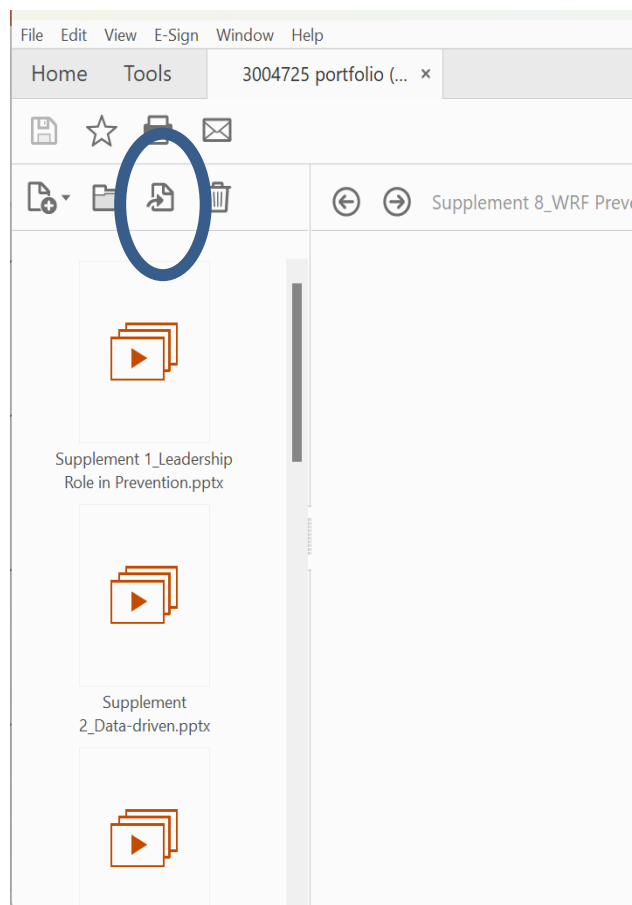 File Edit View E-Sign Window Help
Home Tools 3004725 portfolio (... ×
Supplement 8_WRF Preve
Supplement 1_Leadership
Role in Prevention.pptx
Supplement
2_Data-driven.pptx